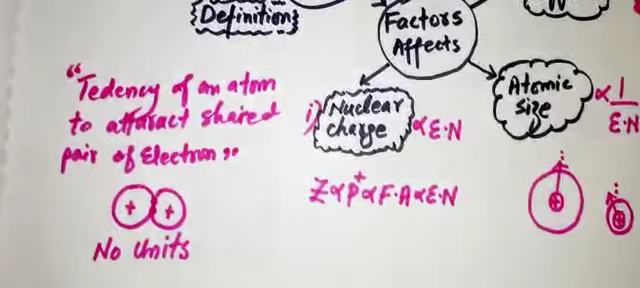 Definition
Factors
Affects
"Tedency of an atom
to attaract shared
pair of Electron"
No Units
i) Nuclear
charge ∝ E.N
Z∝P⁺∝F.A∝E.N
Atomic
size ∝ 1/E.N